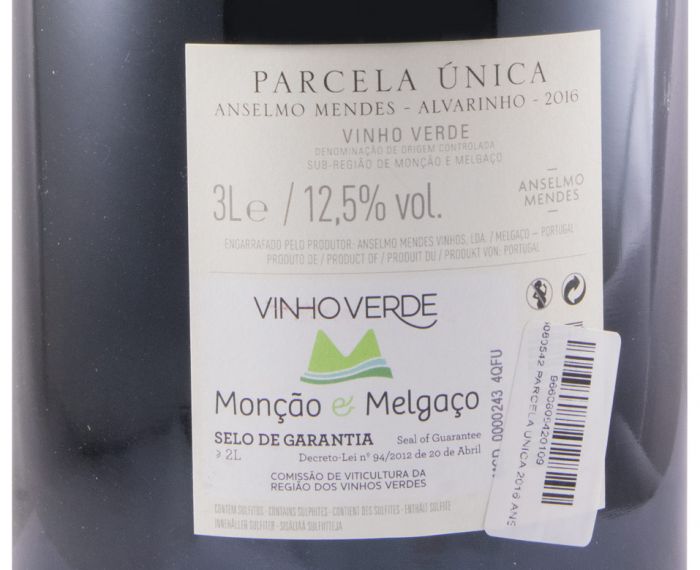 PARCELA ÚNICA
ANSELMO MENDES - ALVARINHO - 2016
VINHO VERDE
DENOMINAÇÃO DE ORIGEM CONTROLADA
SUB-REGIÃO DE MONÇÃO E MELGAÇO
3L e / 12,5% vol.
ANSELMO
MENDES
ENGARRAFADO PELO PRODUTOR: ANSELMO MENDES VINHOS, LDA. / MELGAÇO – PORTUGAL
PRODUTO DE / PRODUCT OF / PRODUIT DU / PRODUKT VON: PORTUGAL
VINHO VERDE
Monção e Melgaço
SELO DE GARANTIA Seal of Guarantee
2L Decreto-Lei nº 94/2012 de 20 de Abril
COMISSÃO DE VITICULTURA DA
REGIÃO DOS VINHOS VERDES
CONTÉM SULFITOS - CONTAINS SULPHITES - CONTIENT DES SULFITES - ENTHÄLT SULFITE
INNEHÅLLER SULFITER - SISÄLTÄÄ SULFIITTEJA
0000243 4QFU
PARCELA UNICA 2016 ANS
9660805420109